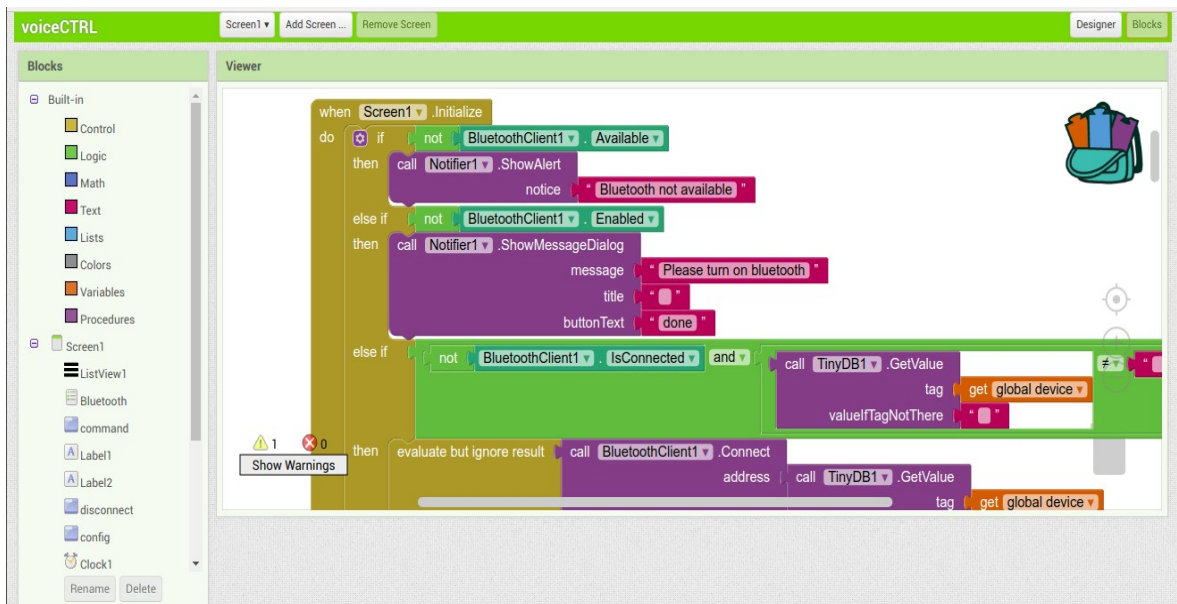 voiceCTRL
Screen1 ▾ Add Screen ... Remove Screen Designer Blocks
Blocks
Viewer
Built-in
Control
Logic
Math
Text
Lists
Colors
Variables
Procedures
Screen1
ListView1
Bluetooth
command
Label1
Label2
disconnect
config
Clock1
Rename Delete
when Screen1 ▾ .Initialize
do if not BluetoothClient1 ▾ . Available ▾
then call Notifier1 ▾ .ShowAlert
notice " Bluetooth not available "
else if not BluetoothClient1 ▾ . Enabled ▾
then call Notifier1 ▾ .ShowMessageDialog
message " Please turn on bluetooth "
title " "
buttonText " done "
else if not BluetoothClient1 ▾ . IsConnected ▾ and ▾ call TinyDB1 ▾ .GetValue ≠ ▾ "
tag get global device ▾
valueIfTagNotThere " "
then evaluate but ignore result call BluetoothClient1 ▾ .Connect
address call TinyDB1 ▾ .GetValue
tag get global device ▾
1 0
Show Warnings